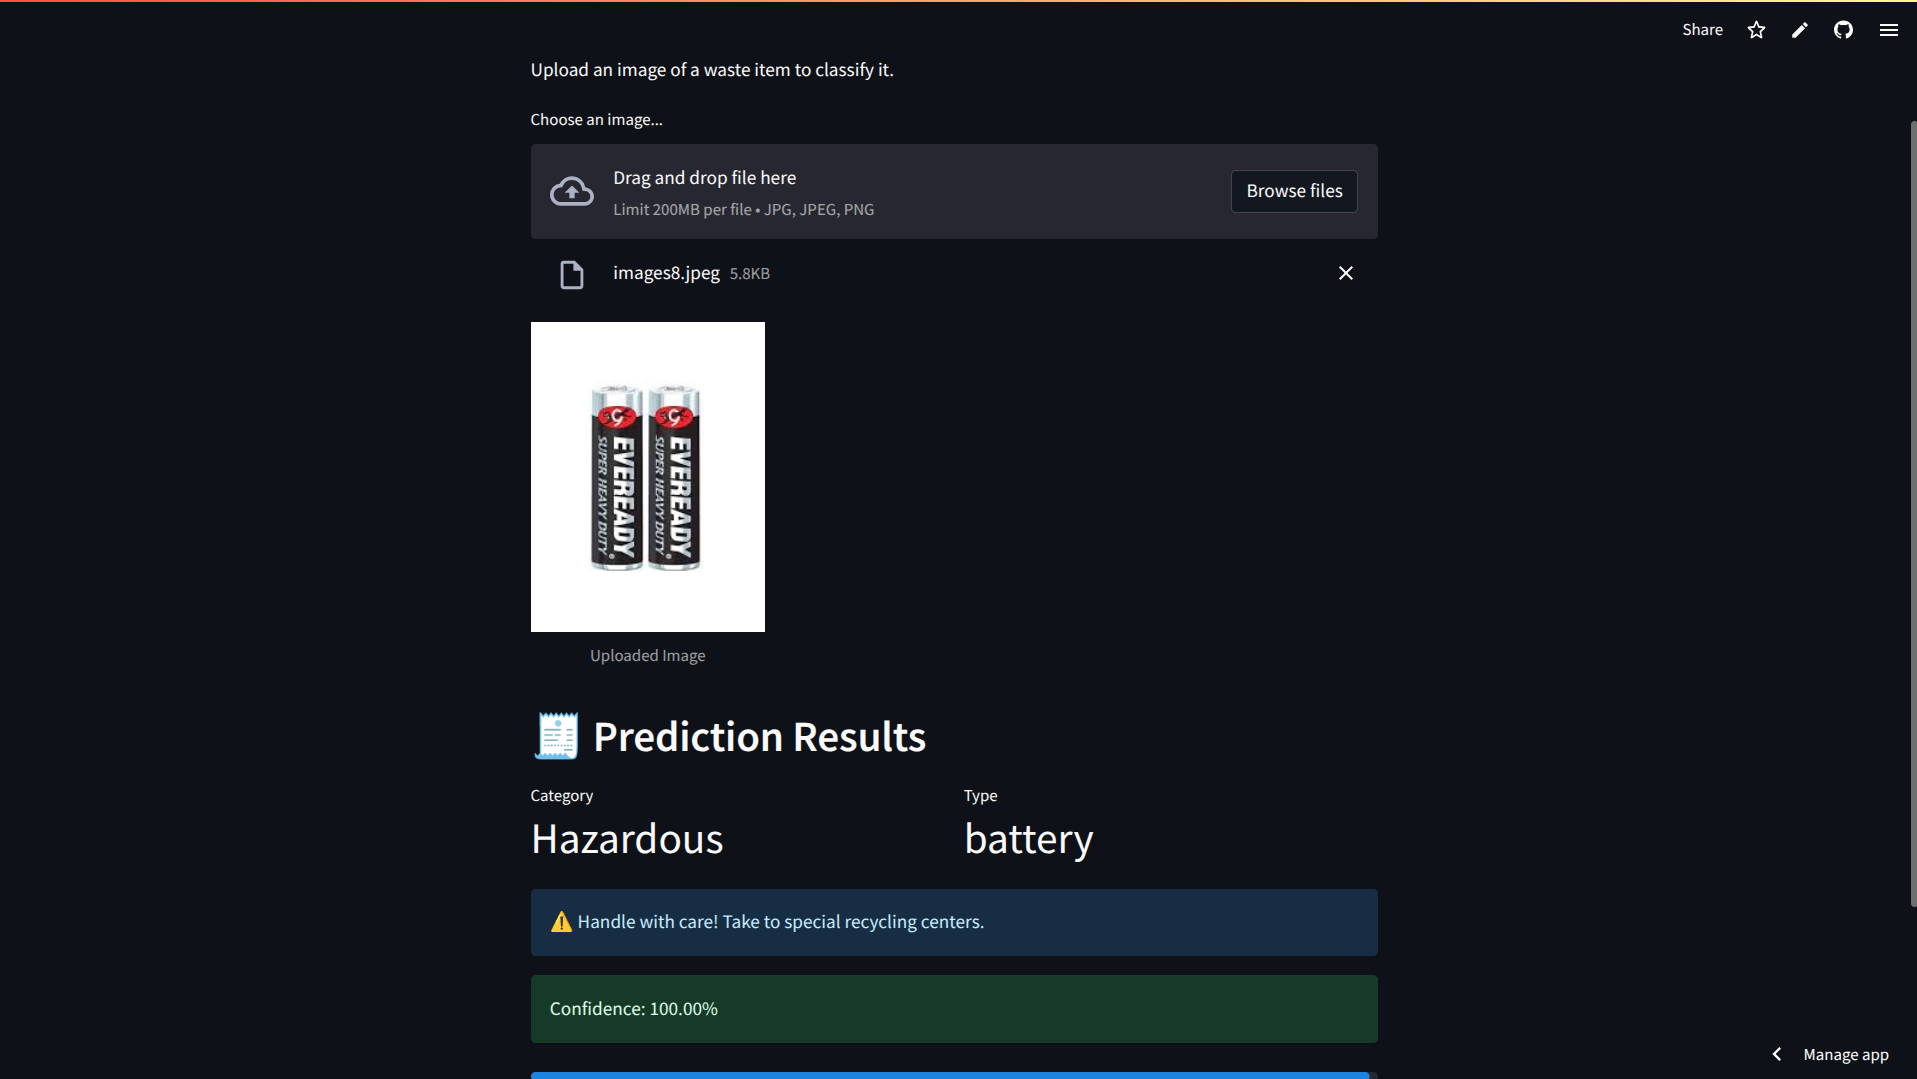 Share
Upload an image of a waste item to classify it.
Choose an image...
Drag and drop file here
Limit 200MB per file • JPG, JPEG, PNG
Browse files
images8.jpeg 5.8KB
EVEREADY
SUPER HEAVY DUTY
EVEREADY
SUPER HEAVY DUTY
Uploaded Image
Prediction Results
Category
Type
Hazardous
battery
Handle with care! Take to special recycling centers.
Confidence: 100.00%
Manage app